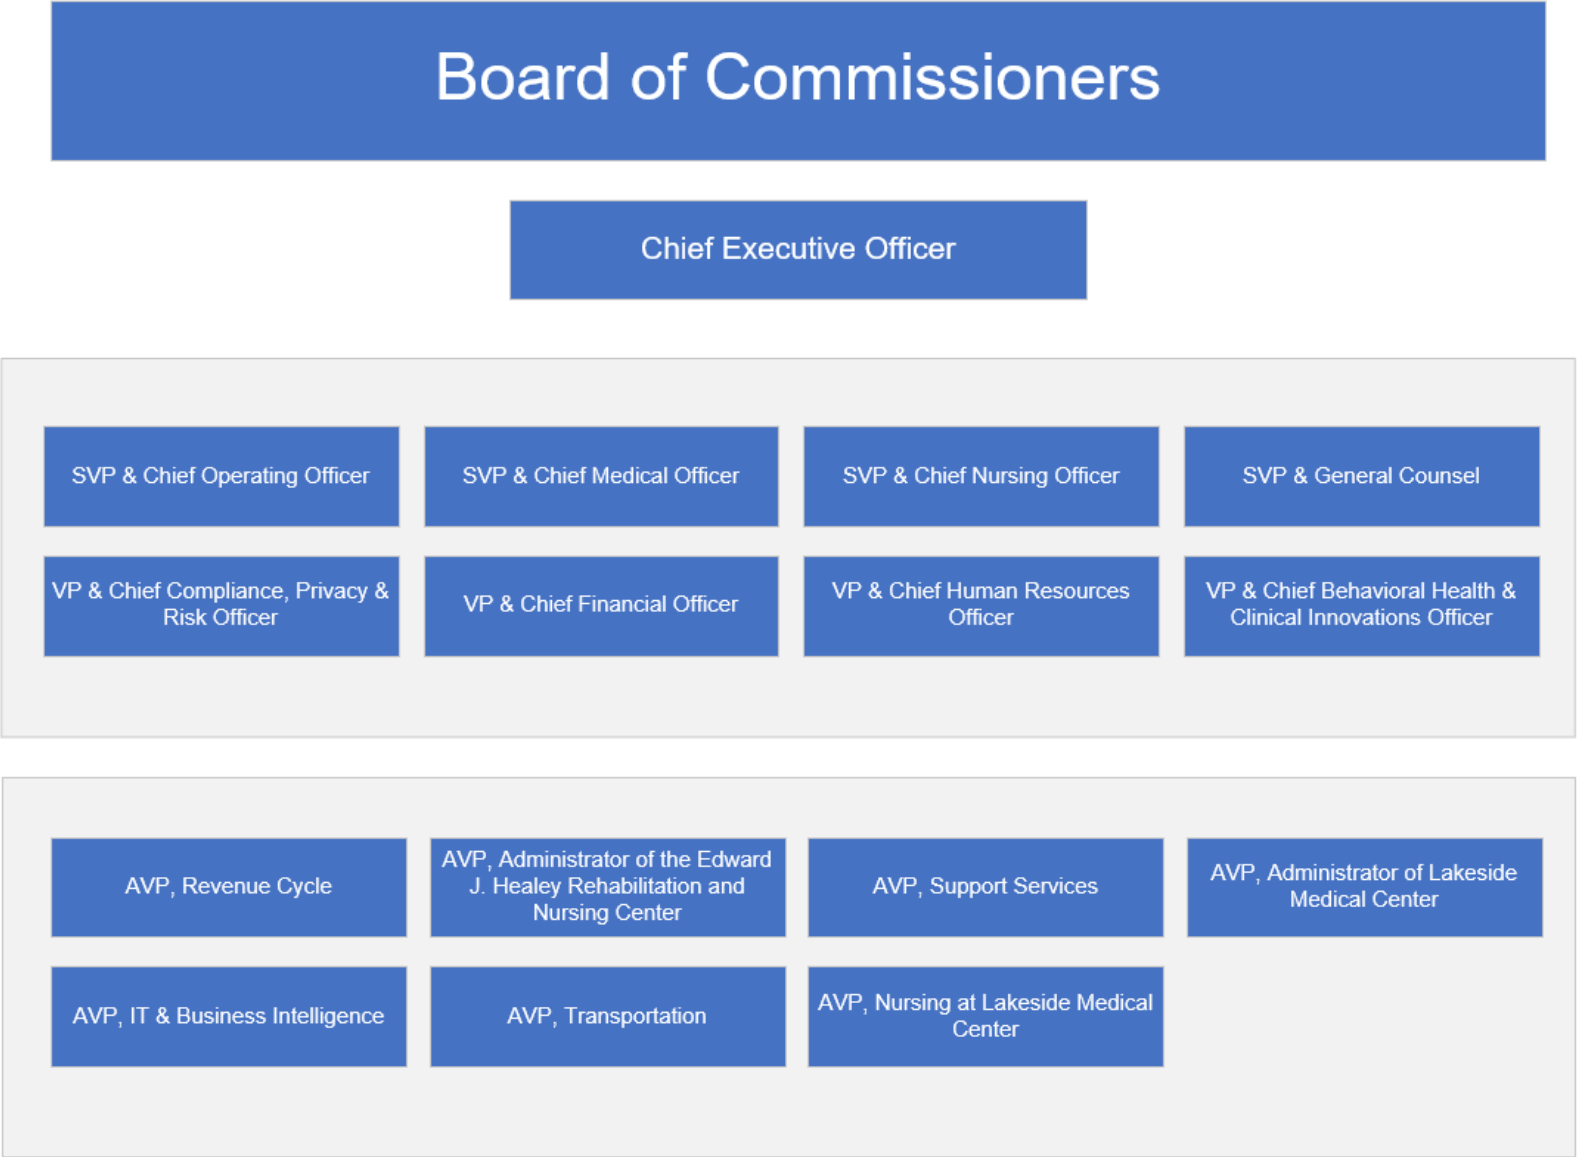 Board of Commissioners
Chief Executive Officer
SVP & Chief Operating Officer
SVP & Chief Medical Officer
SVP & Chief Nursing Officer
SVP & General Counsel
VP & Chief Compliance, Privacy &
Risk Officer
VP & Chief Financial Officer
VP & Chief Human Resources
Officer
VP & Chief Behavioral Health &
Clinical Innovations Officer
AVP, Revenue Cycle
AVP, Administrator of the Edward
J. Healey Rehabilitation and
Nursing Center
AVP, Support Services
AVP, Administrator of Lakeside
Medical Center
AVP, IT & Business Intelligence
AVP, Transportation
AVP, Nursing at Lakeside Medical
Center